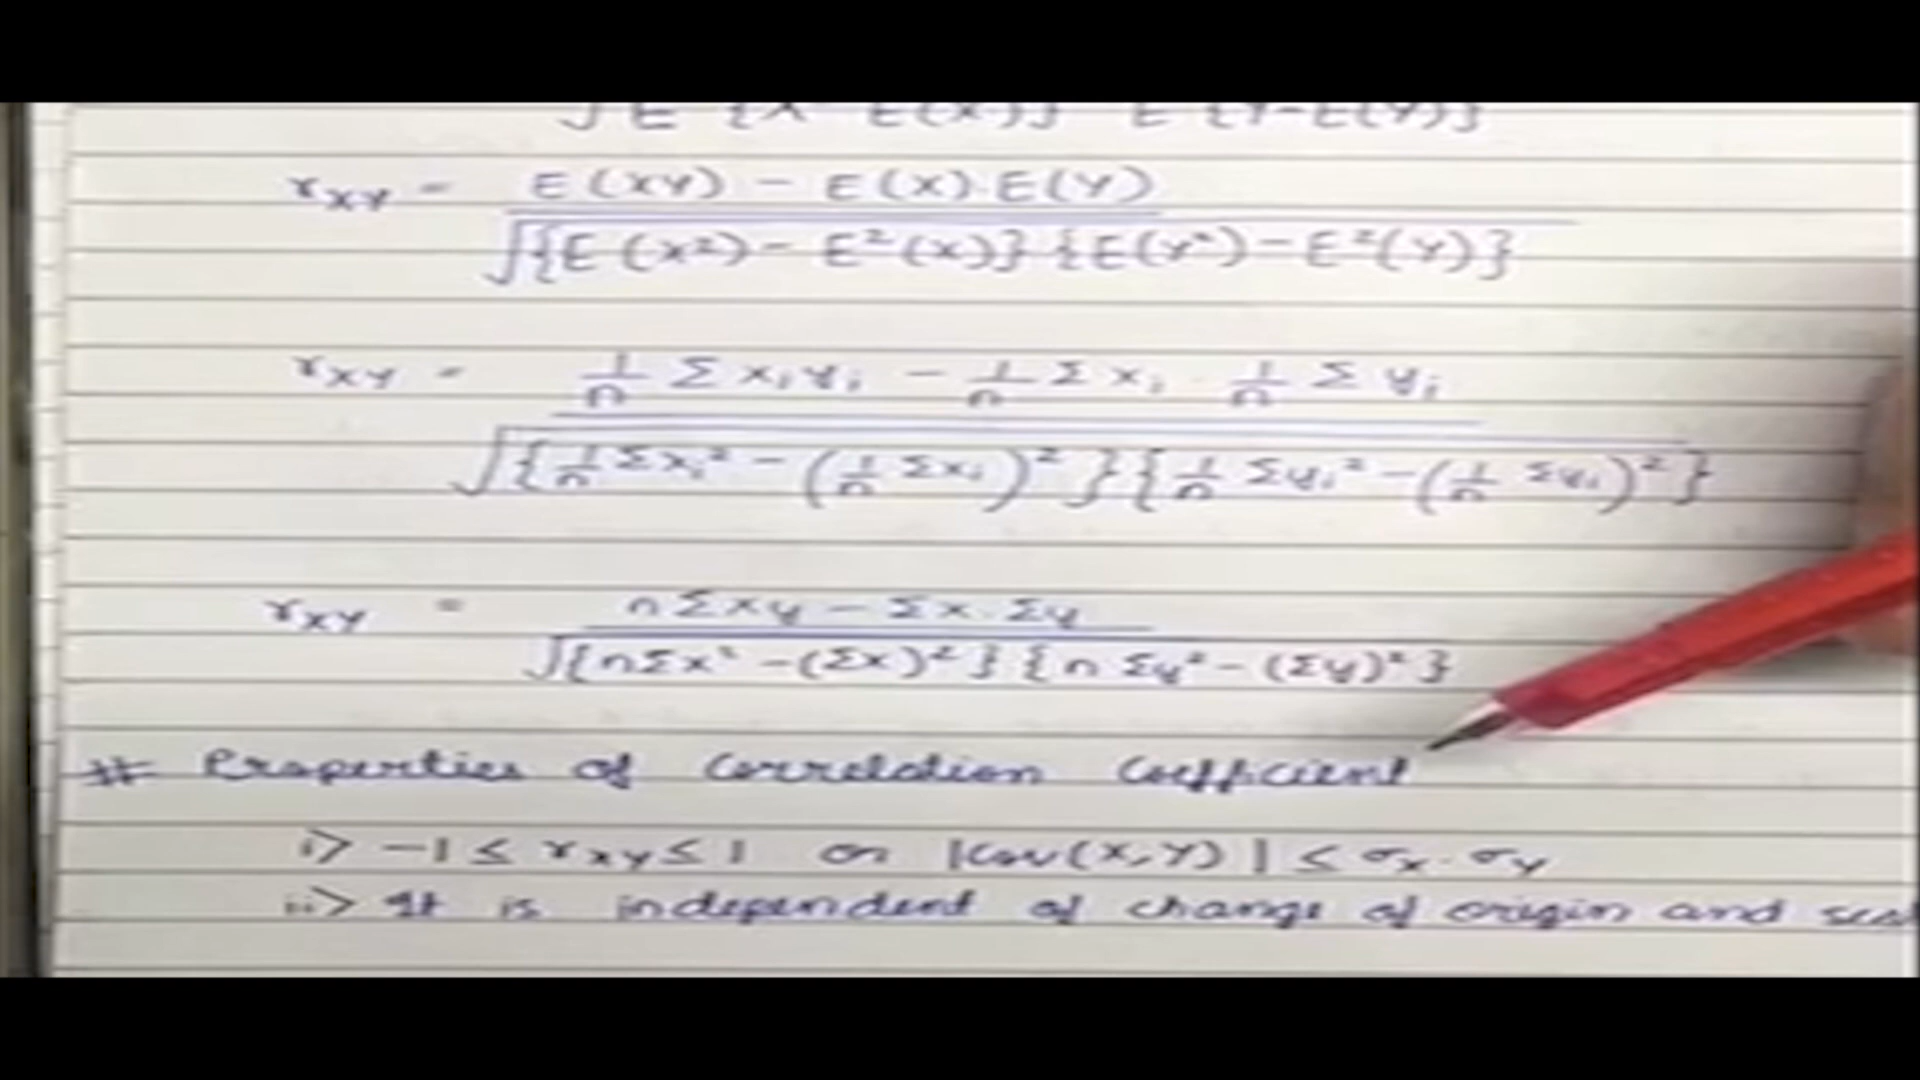 √E {X - E(X)} E {Y-E(Y)}
rXY = E(XY) - E(X)·E(Y)
√{E(X²) - E²(X)} {E(Y²) - E²(Y)}
rXY = 1/n Σxiyi - 1/n Σxi · 1/n Σyi
√{1/n Σxi² - (1/n Σxi)²} {1/n Σyi² - (1/n Σyi)²}
rXY = nΣxy - Σx·Σy
√{nΣx² - (Σx)²} {nΣy² - (Σy)²}
# Properties of Correlation Coefficient
i> -1 ≤ rXY ≤ 1 or |Cov(X,Y)| ≤ σX·σY
ii> It is independent of change of origin and